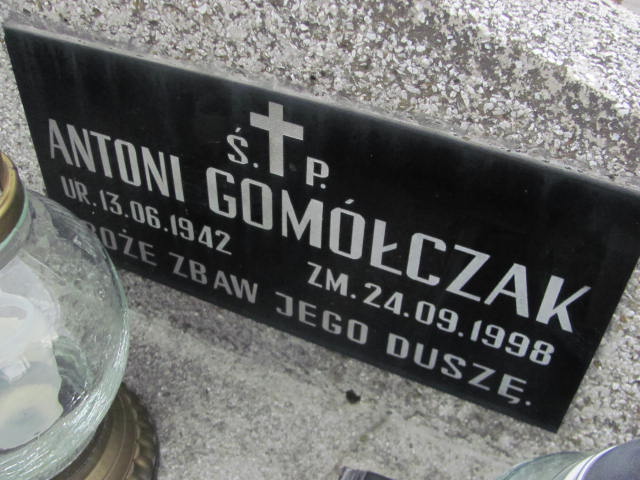 Ś. P.
ANTONI GOMÓŁCZAK
UR. 13.06.1942 ZM. 24.09.1998
BOŻE ZBAW JEGO DUSZĘ.